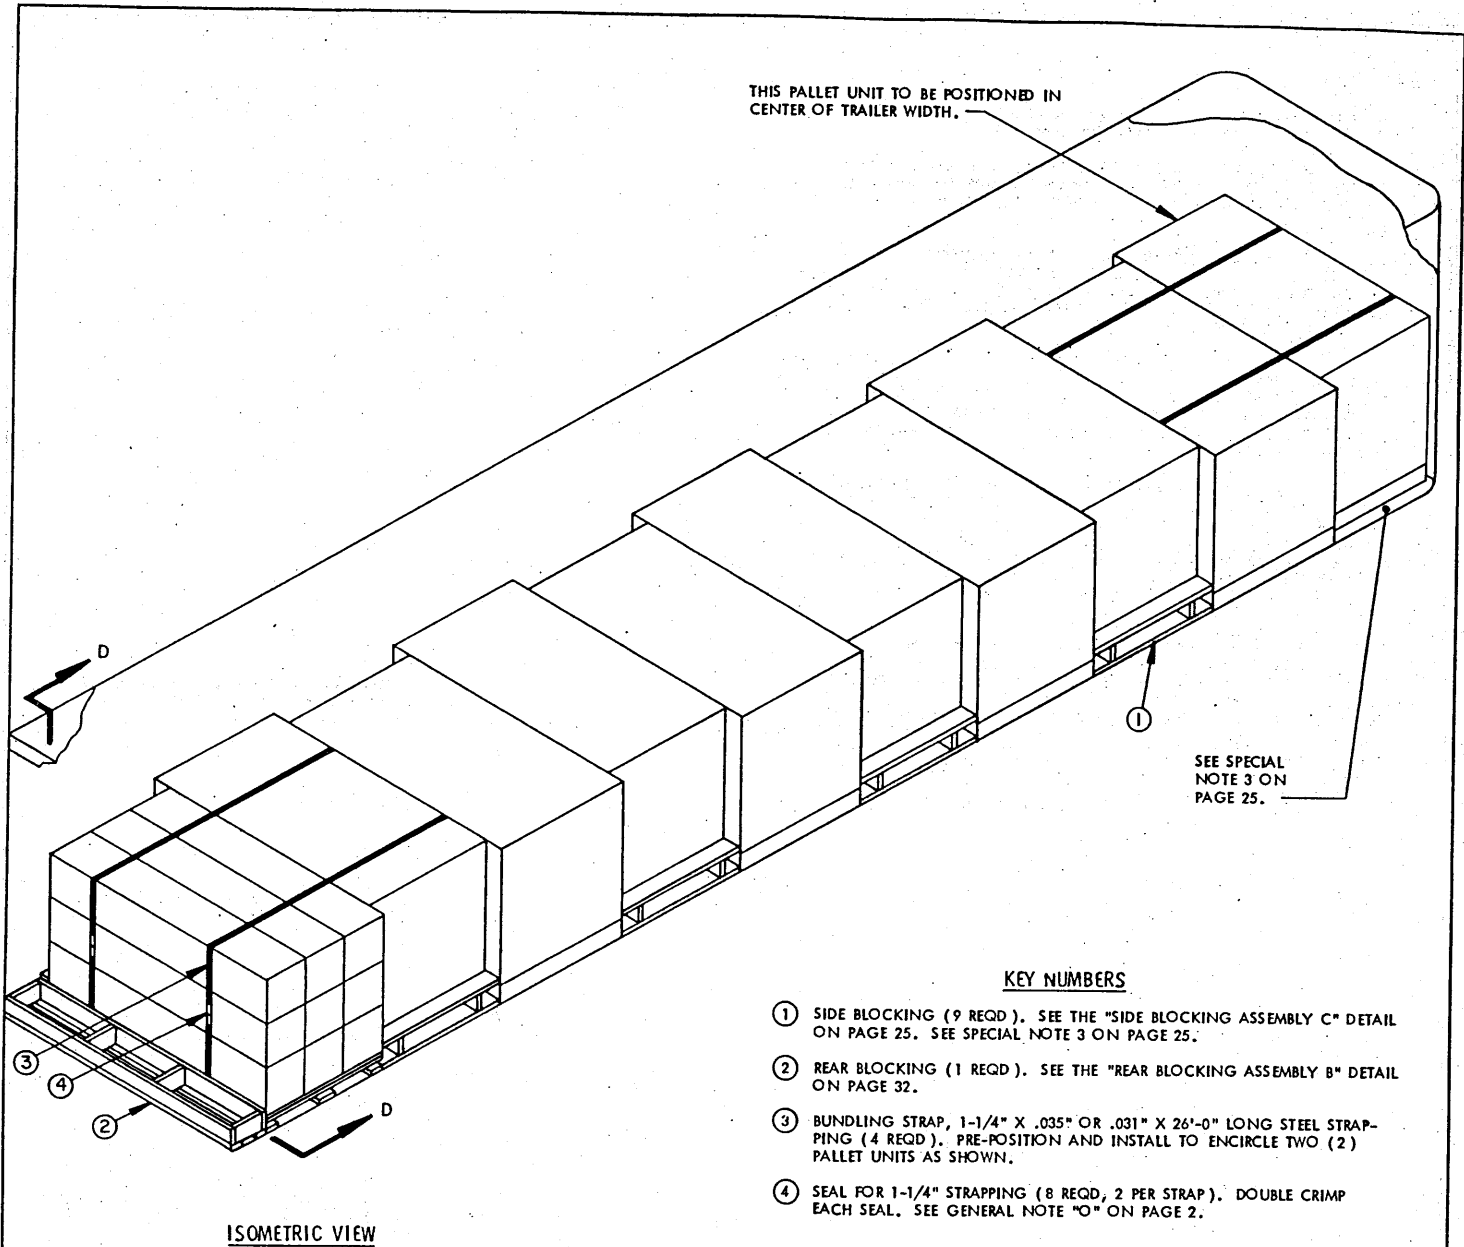 THIS PALLET UNIT TO BE POSITIONED IN
CENTER OF TRAILER WIDTH.
D
1
SEE SPECIAL
NOTE 3 ON
PAGE 25.
3
4
2
D
KEY NUMBERS
1 SIDE BLOCKING (9 REQD). SEE THE "SIDE BLOCKING ASSEMBLY C" DETAIL
ON PAGE 25. SEE SPECIAL NOTE 3 ON PAGE 25.
2 REAR BLOCKING (1 REQD). SEE THE "REAR BLOCKING ASSEMBLY B" DETAIL
ON PAGE 32.
3 BUNDLING STRAP, 1-1/4" X .035" OR .031" X 26'-0" LONG STEEL STRAP-
PING (4 REQD). PRE-POSITION AND INSTALL TO ENCIRCLE TWO (2)
PALLET UNITS AS SHOWN.
4 SEAL FOR 1-1/4" STRAPPING (8 REQD, 2 PER STRAP). DOUBLE CRIMP
EACH SEAL. SEE GENERAL NOTE "O" ON PAGE 2.
ISOMETRIC VIEW